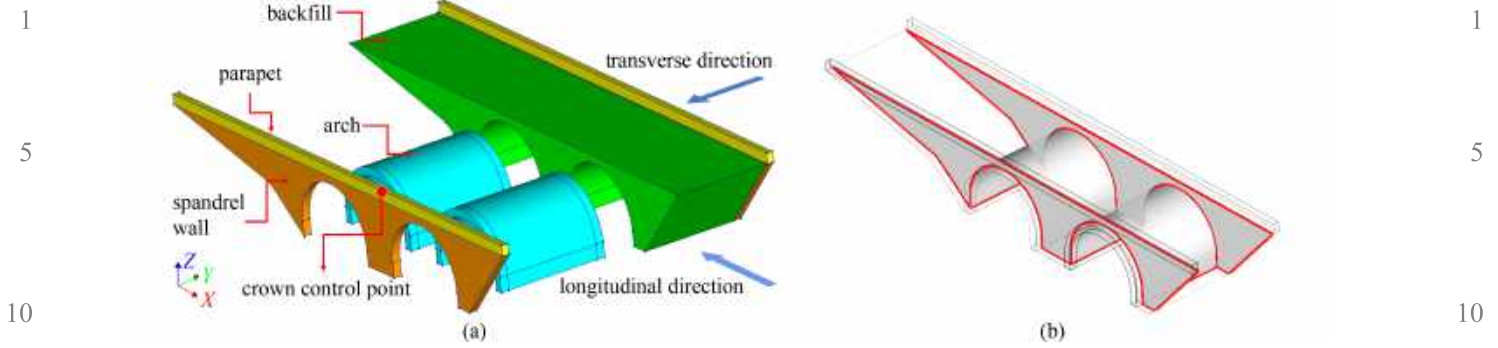 1
1
backfill
transverse direction
parapet
arch
5
5
spandrel
wall
Z
Y
X
crown control point
longitudinal direction
10
10
(a)
(b)